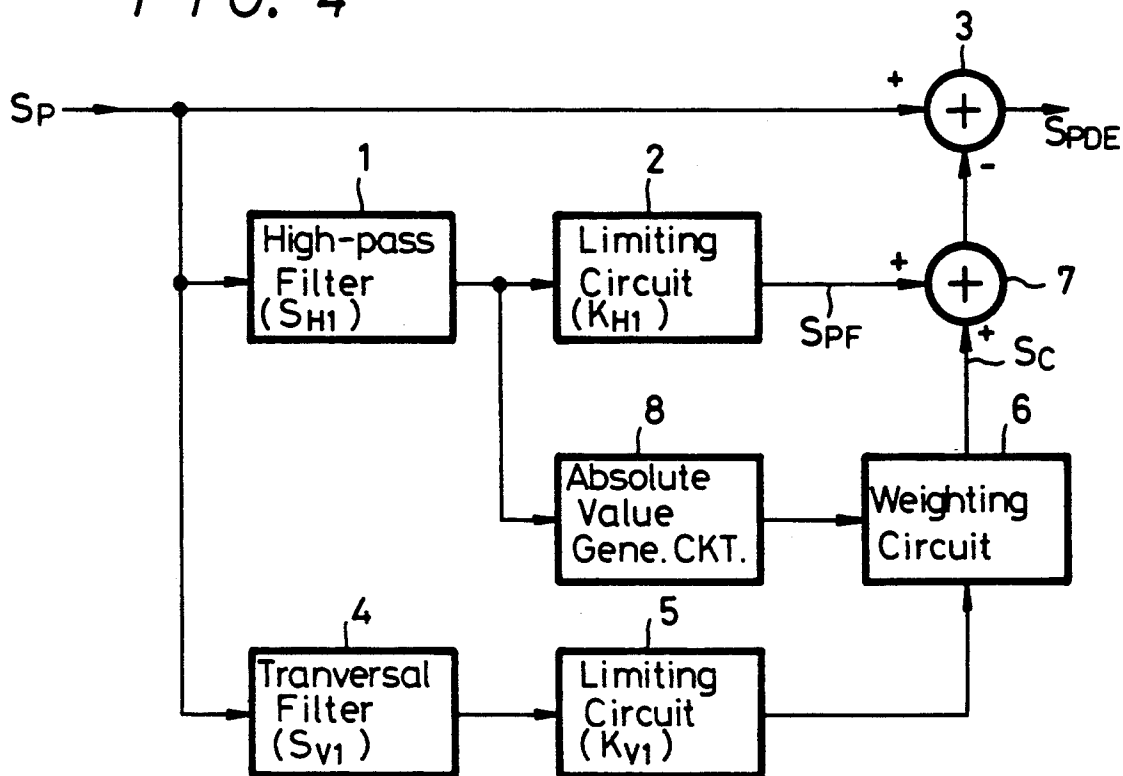 FIG. 4
3
+
SP
+
SPDE
-
1
2
High-pass
Filter
(SH1)
Limiting
Circuit
(KH1)
+
+
7
SPF
+
SC
8
6
Absolute
Value
Gene. CKT.
Weighting
Circuit
4
5
Tranversal
Filter
(SV1)
Limiting
Circuit
(KV1)